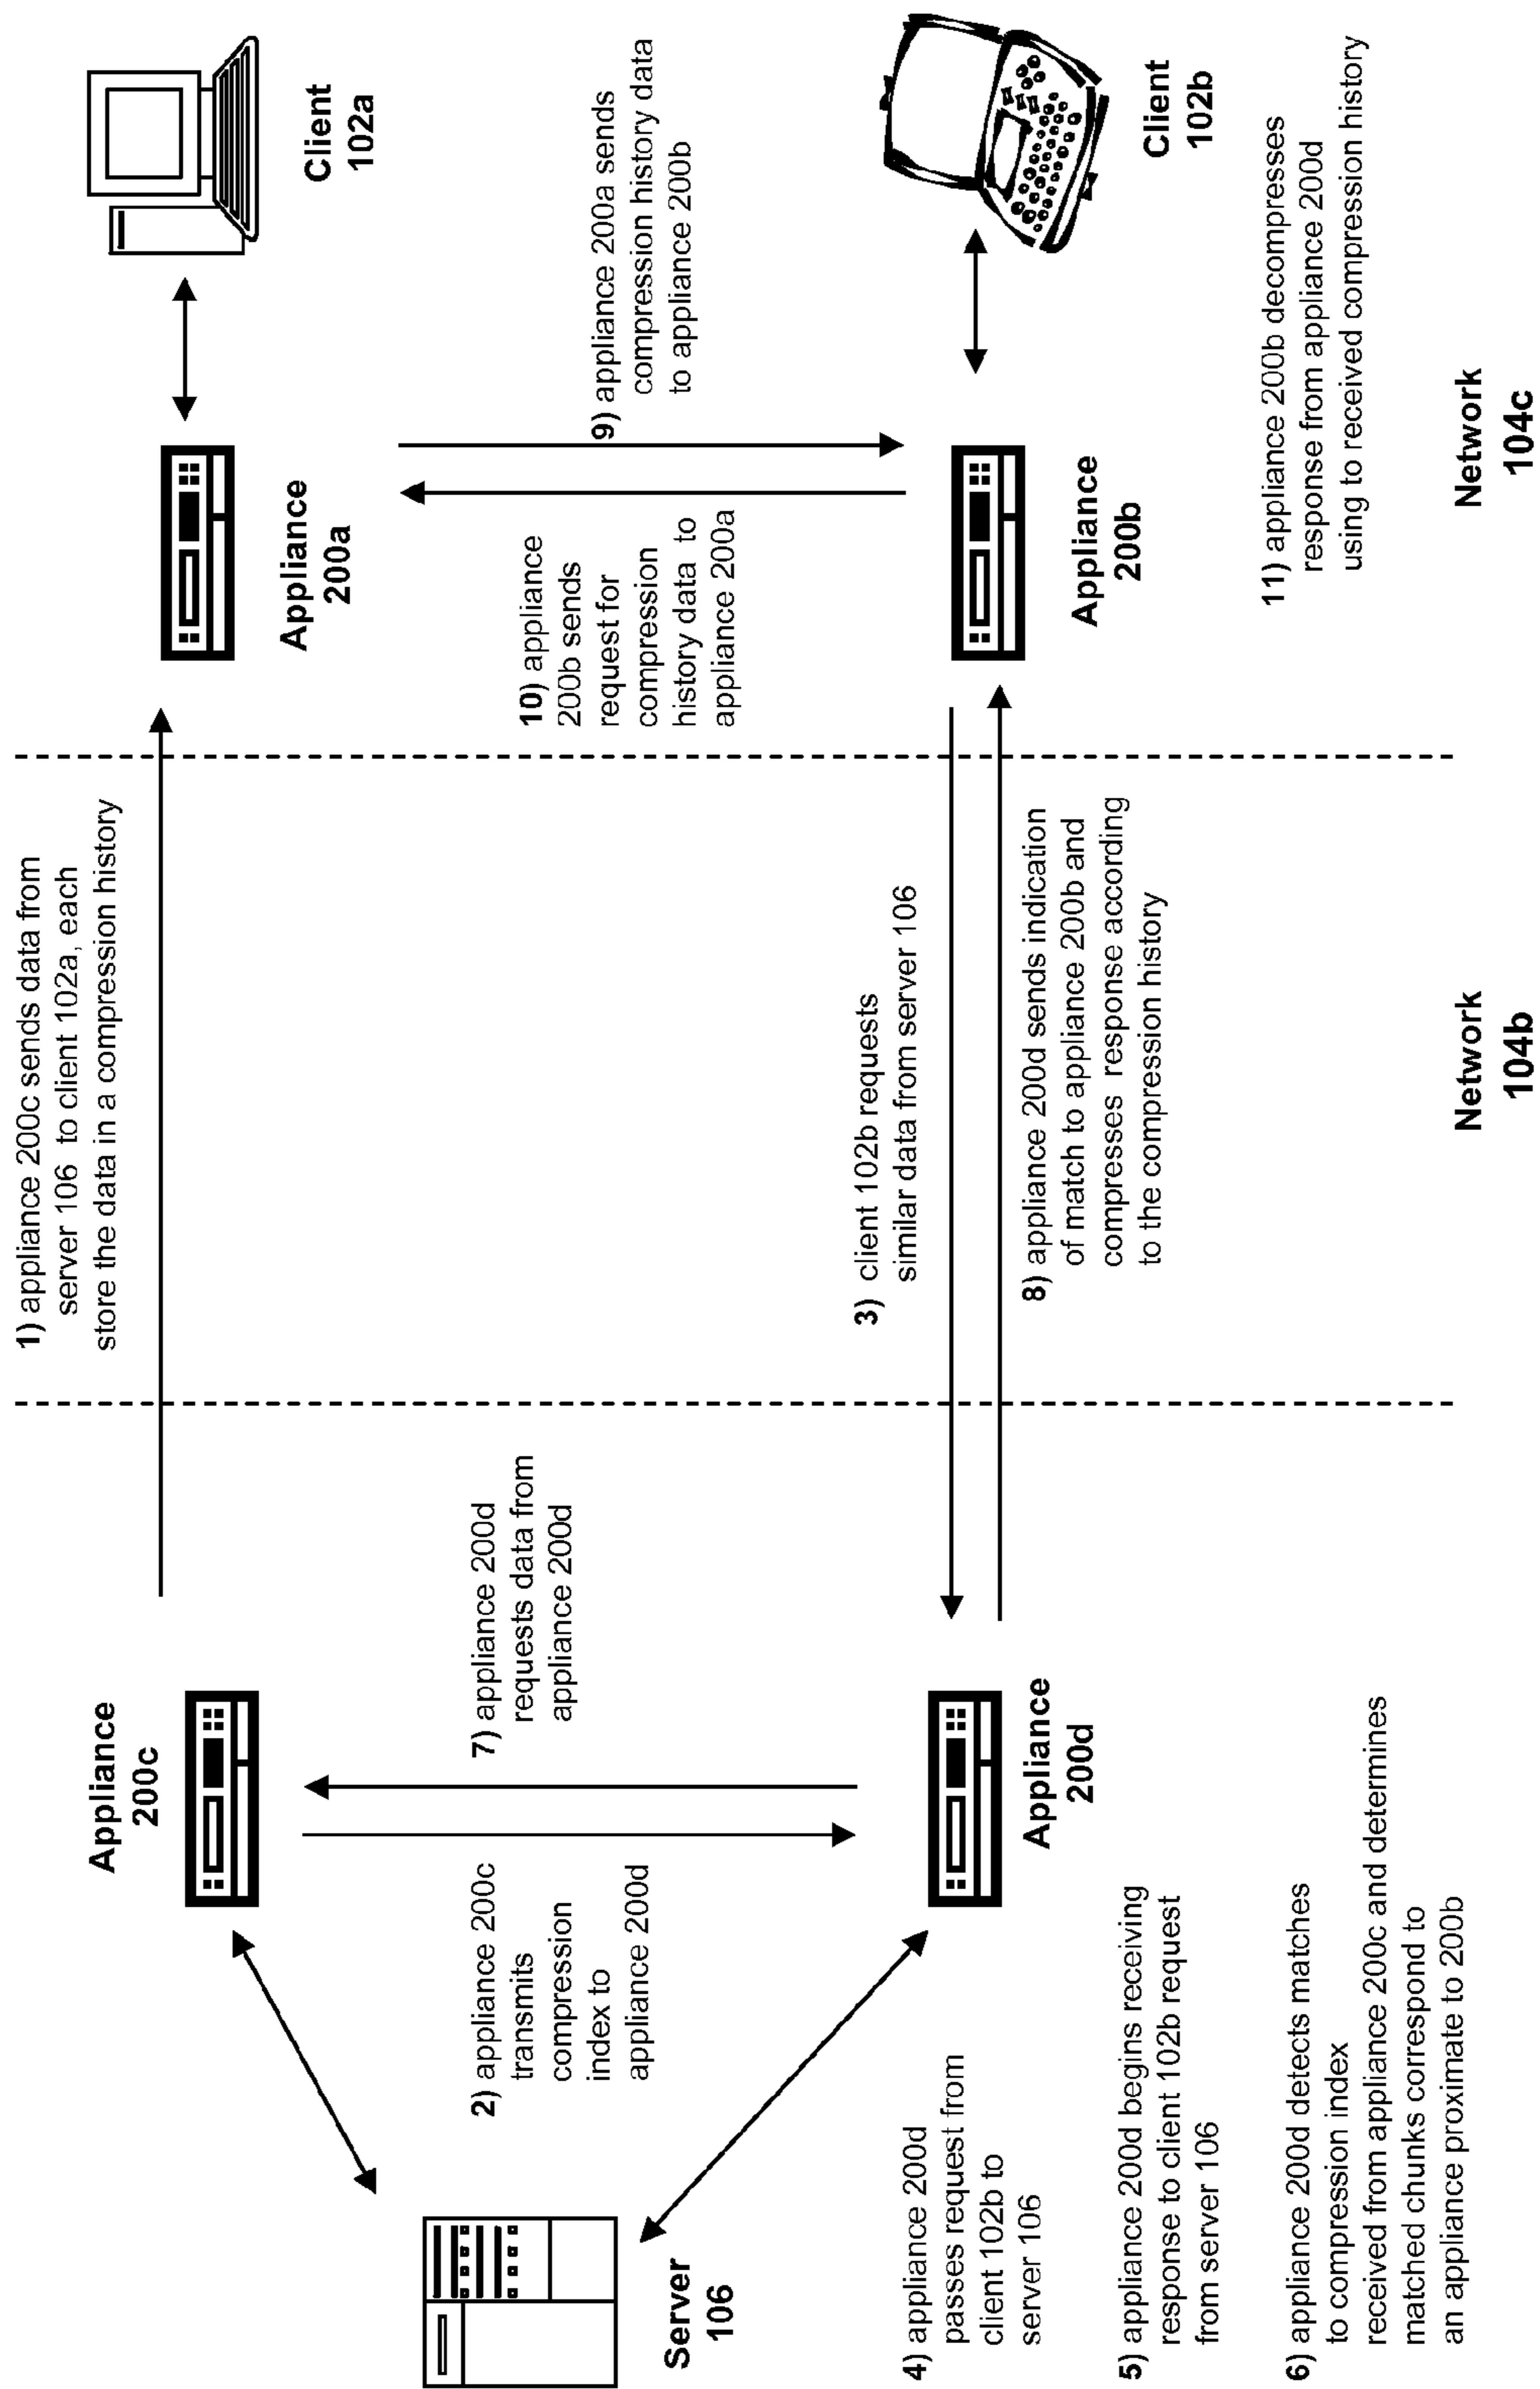 1) appliance 200c sends data from
server 106 to client 102a, each
store the data in a compression history
Appliance
200c
Appliance
200a
Client
102a
2) appliance 200c
transmits
compression
index to
appliance 200d
7) appliance 200d
requests data from
appliance 200d
10) appliance
200b sends
request for
compression
history data to
appliance 200a
9) appliance 200a sends
compression history data
to appliance 200b
Server
106
3) client 102b requests
similar data from server 106
4) appliance 200d
passes request from
client 102b to
server 106
Appliance
200d
8) appliance 200d sends indication
of match to appliance 200b and
compresses response according
to the compression history
Appliance
200b
Client
102b
5) appliance 200d begins receiving
response to client 102b request
from server 106
6) appliance 200d detects matches
to compression index
received from appliance 200c and determines
matched chunks correspond to
an appliance proximate to 200b
11) appliance 200b decompresses
response from appliance 200d
using to received compression history
Network
104b
Network
104c